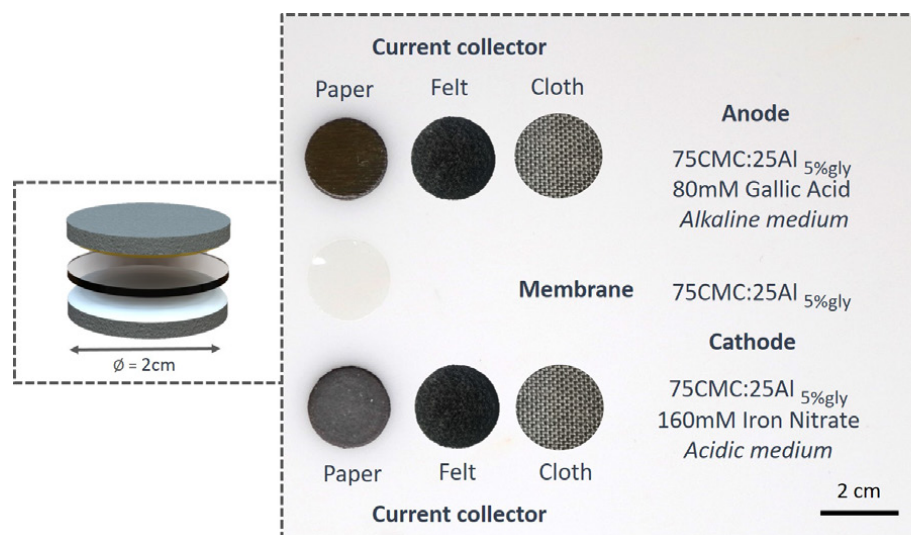 Current collector
Paper Felt Cloth
Anode
75CMC:25Al 5%gly
80mM Gallic Acid
Alkaline medium
Membrane 75CMC:25Al 5%gly
Ø = 2cm
Cathode
75CMC:25Al 5%gly
160mM Iron Nitrate
Acidic medium
Paper Felt Cloth
Current collector
2 cm